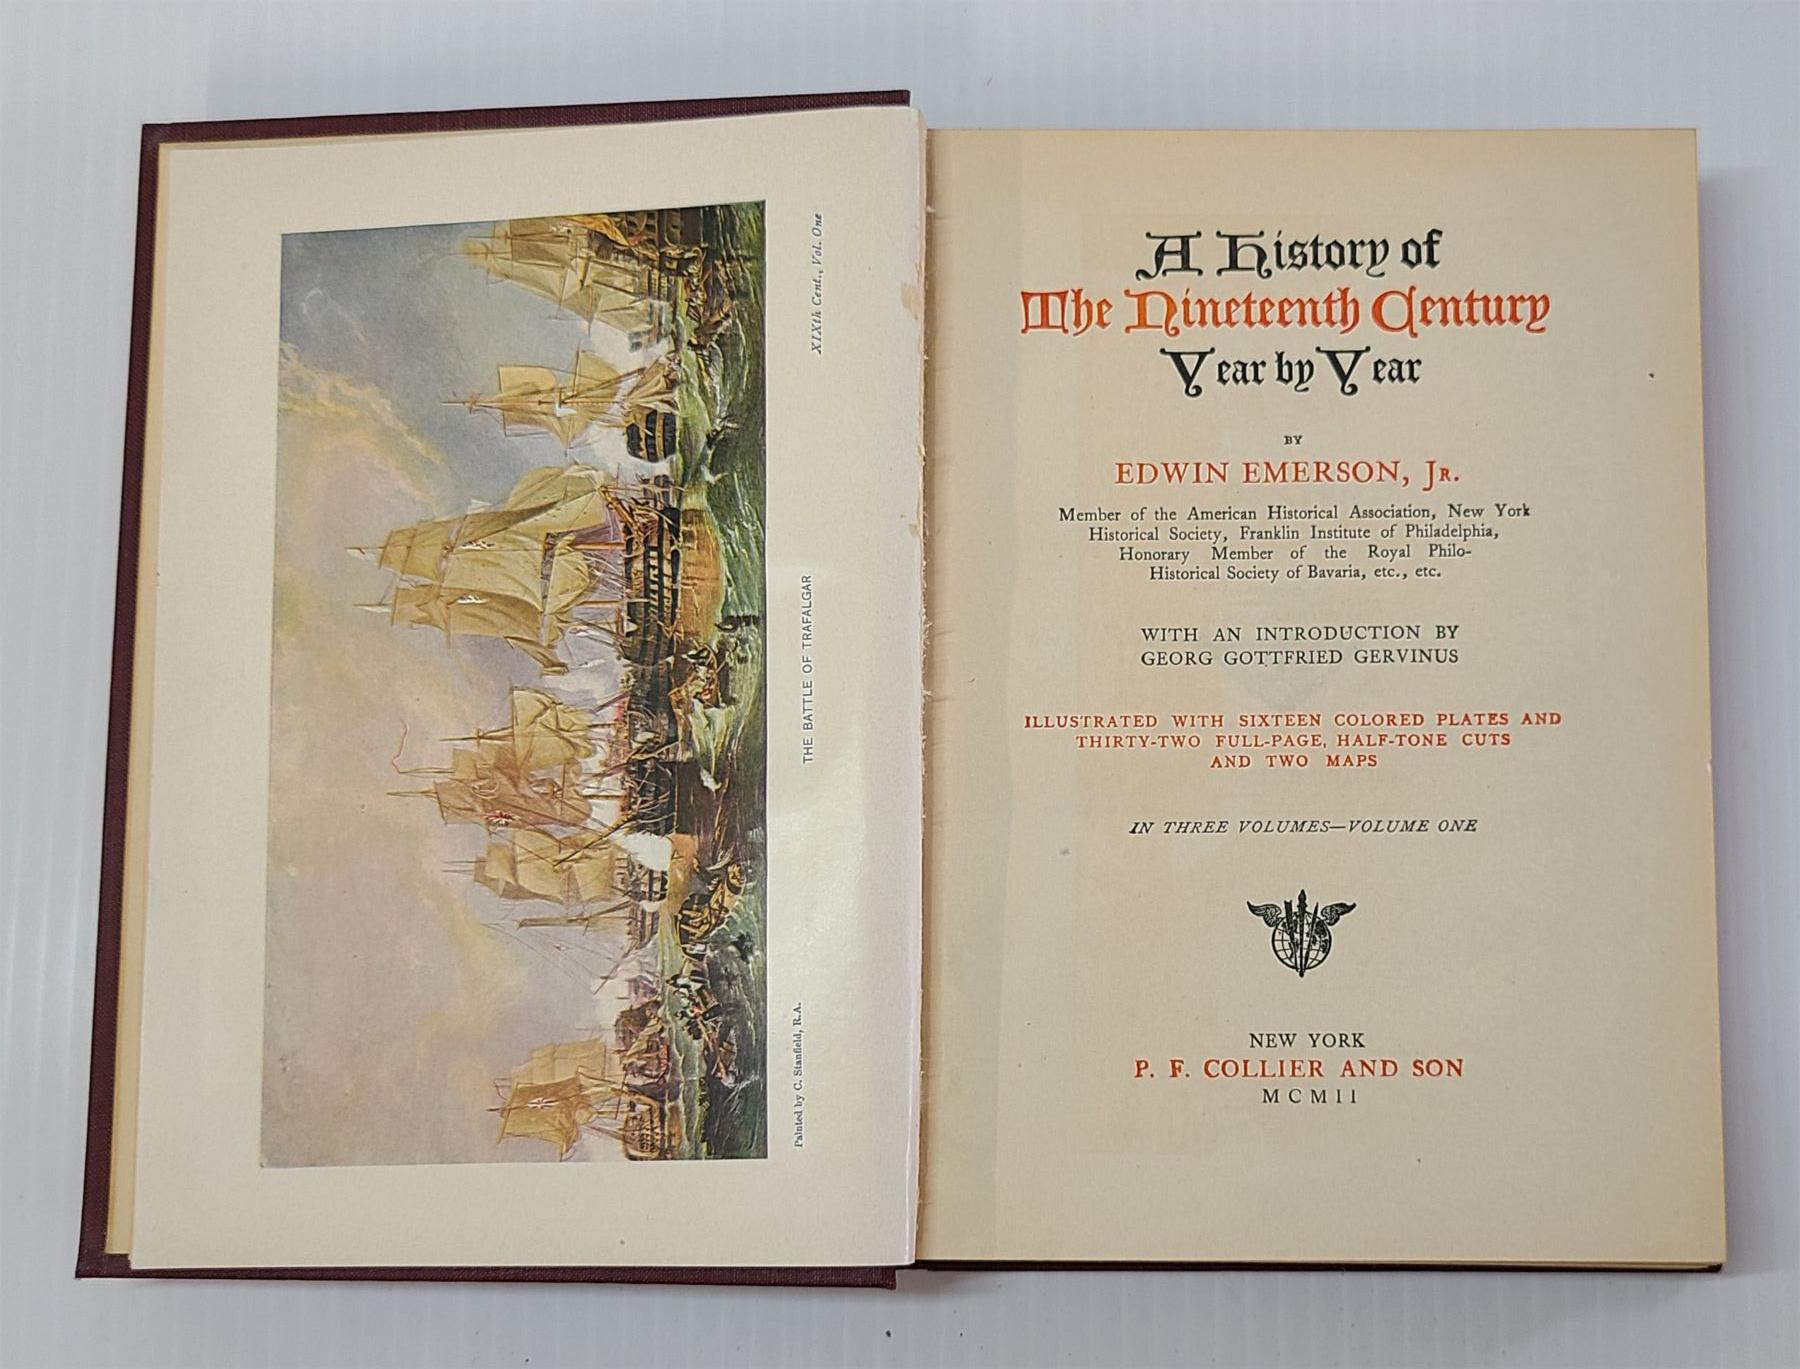 XIXth Cent., Vol. One
THE BATTLE OF TRAFALGAR
Painted by C. Stanfield, R.A.
A History of
The Nineteenth Century
Year by Year
BY
EDWIN EMERSON, JR.
Member of the American Historical Association, New York
Historical Society, Franklin Institute of Philadelphia,
Honorary Member of the Royal Philo-
Historical Society of Bavaria, etc., etc.
WITH AN INTRODUCTION BY
GEORG GOTTFRIED GERVINUS
ILLUSTRATED WITH SIXTEEN COLORED PLATES AND
THIRTY-TWO FULL-PAGE, HALF-TONE CUTS
AND TWO MAPS
IN THREE VOLUMES—VOLUME ONE
NEW YORK
P. F. COLLIER AND SON
MCMII